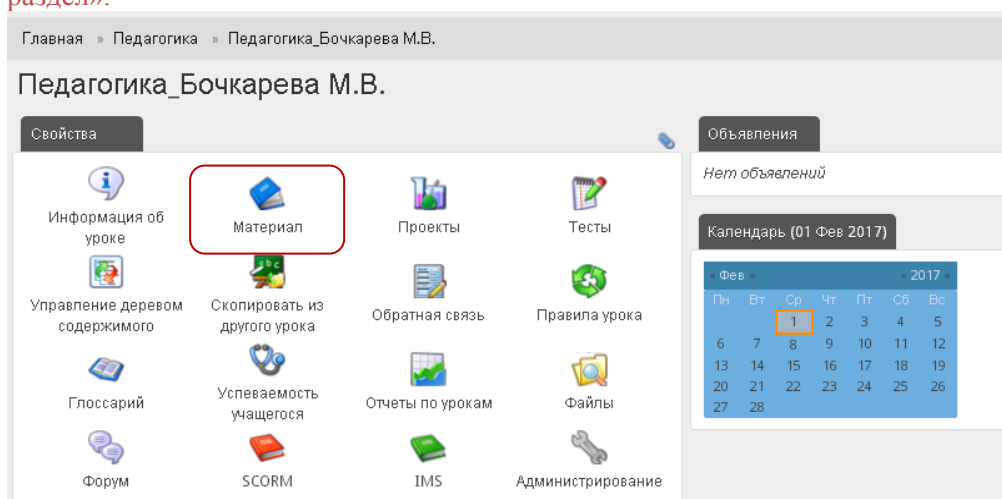 раздел».
Главная » Педагогика » Педагогика_Бочкарева М.В.
Педагогика_Бочкарева М.В.
Свойства
Информация об
уроке
Материал
Проекты
Тесты
Управление деревом
содержимого
Скопировать из
другого урока
Обратная связь
Правила урока
Глоссарий
Успеваемость
учащегося
Отчеты по урокам
Файлы
Форум
SCORM
IMS
Администрирование
Объявления
Нет объявлений
Календарь (01 Фев 2017)
« Фев » « 2017 »
Пн Вт Ср Чт Пт Сб Вс
1 2 3 4 5
6 7 8 9 10 11 12
13 14 15 16 17 18 19
20 21 22 23 24 25 26
27 28